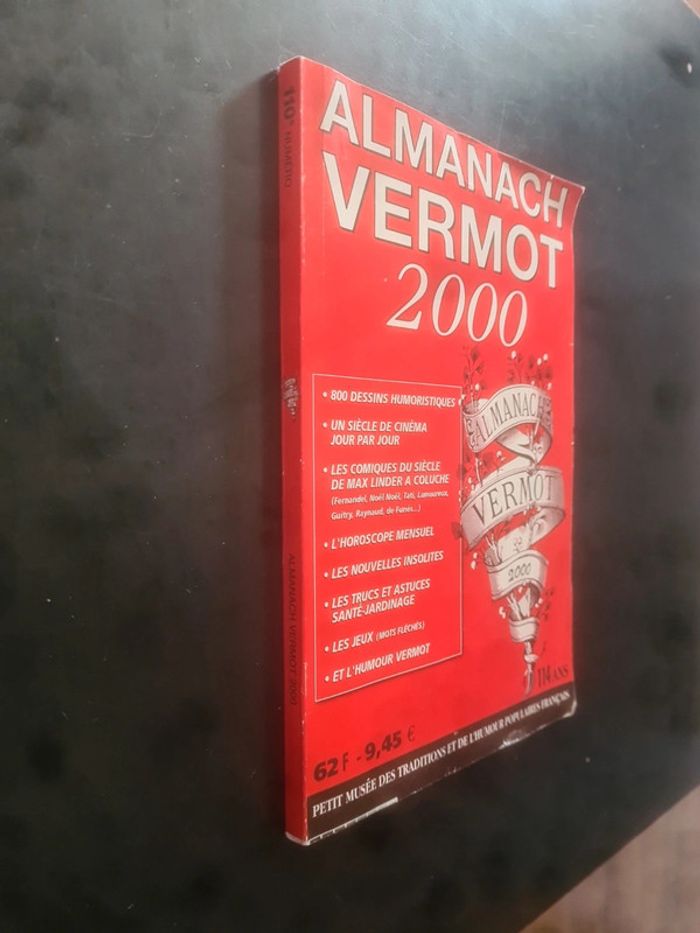 110e NUMÉRO
ALMANACH VERMOT 2000
ALMANACH
VERMOT
2000
• 800 DESSINS HUMORISTIQUES
• UN SIÈCLE DE CINÉMA
JOUR PAR JOUR
• LES COMIQUES DU SIÈCLE
DE MAX LINDER A COLUCHE
(Fernandel, Noël Noël, Tati, Lamoureux,
Guitry, Raynaud, de Funès...)
• L'HOROSCOPE MENSUEL
• LES NOUVELLES INSOLITES
• LES TRUCS ET ASTUCES
SANTÉ-JARDINAGE
• LES JEUX (MOTS FLÉCHÉS)
• ET L'HUMOUR VERMOT
ALMANACH
VERMOT
2000
114 ANS
62 F - 9,45 €
PETIT MUSÉE DES TRADITIONS ET DE L'HUMOUR POPULAIRES FRANÇAIS